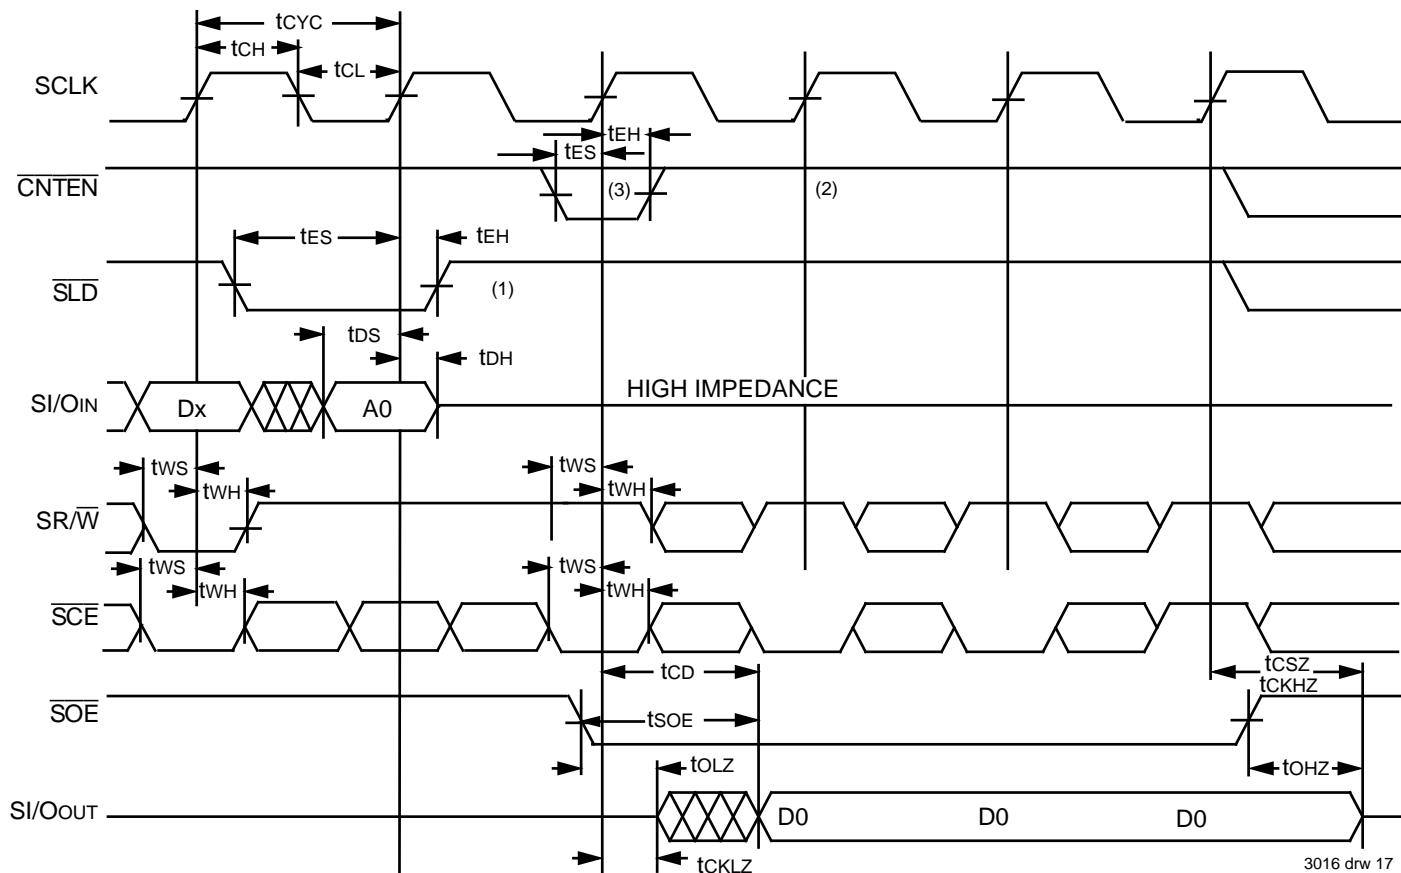 tCYC
tCH
tCL
SCLK
tEH
tES
CNTEN
(3)
(2)
tES
tEH
SLD
(1)
tDS
tDH
HIGH IMPEDANCE
SI/OIN
Dx
A0
tWS
tWS
tWH
tWH
SR/W
tWS
tWS
tWH
tWH
SCE
tCD
tCSZ
tCKHZ
SOE
tSOE
tOLZ
tOHZ
SI/OOUT
D0
D0
D0
tCKLZ
3016 drw 17